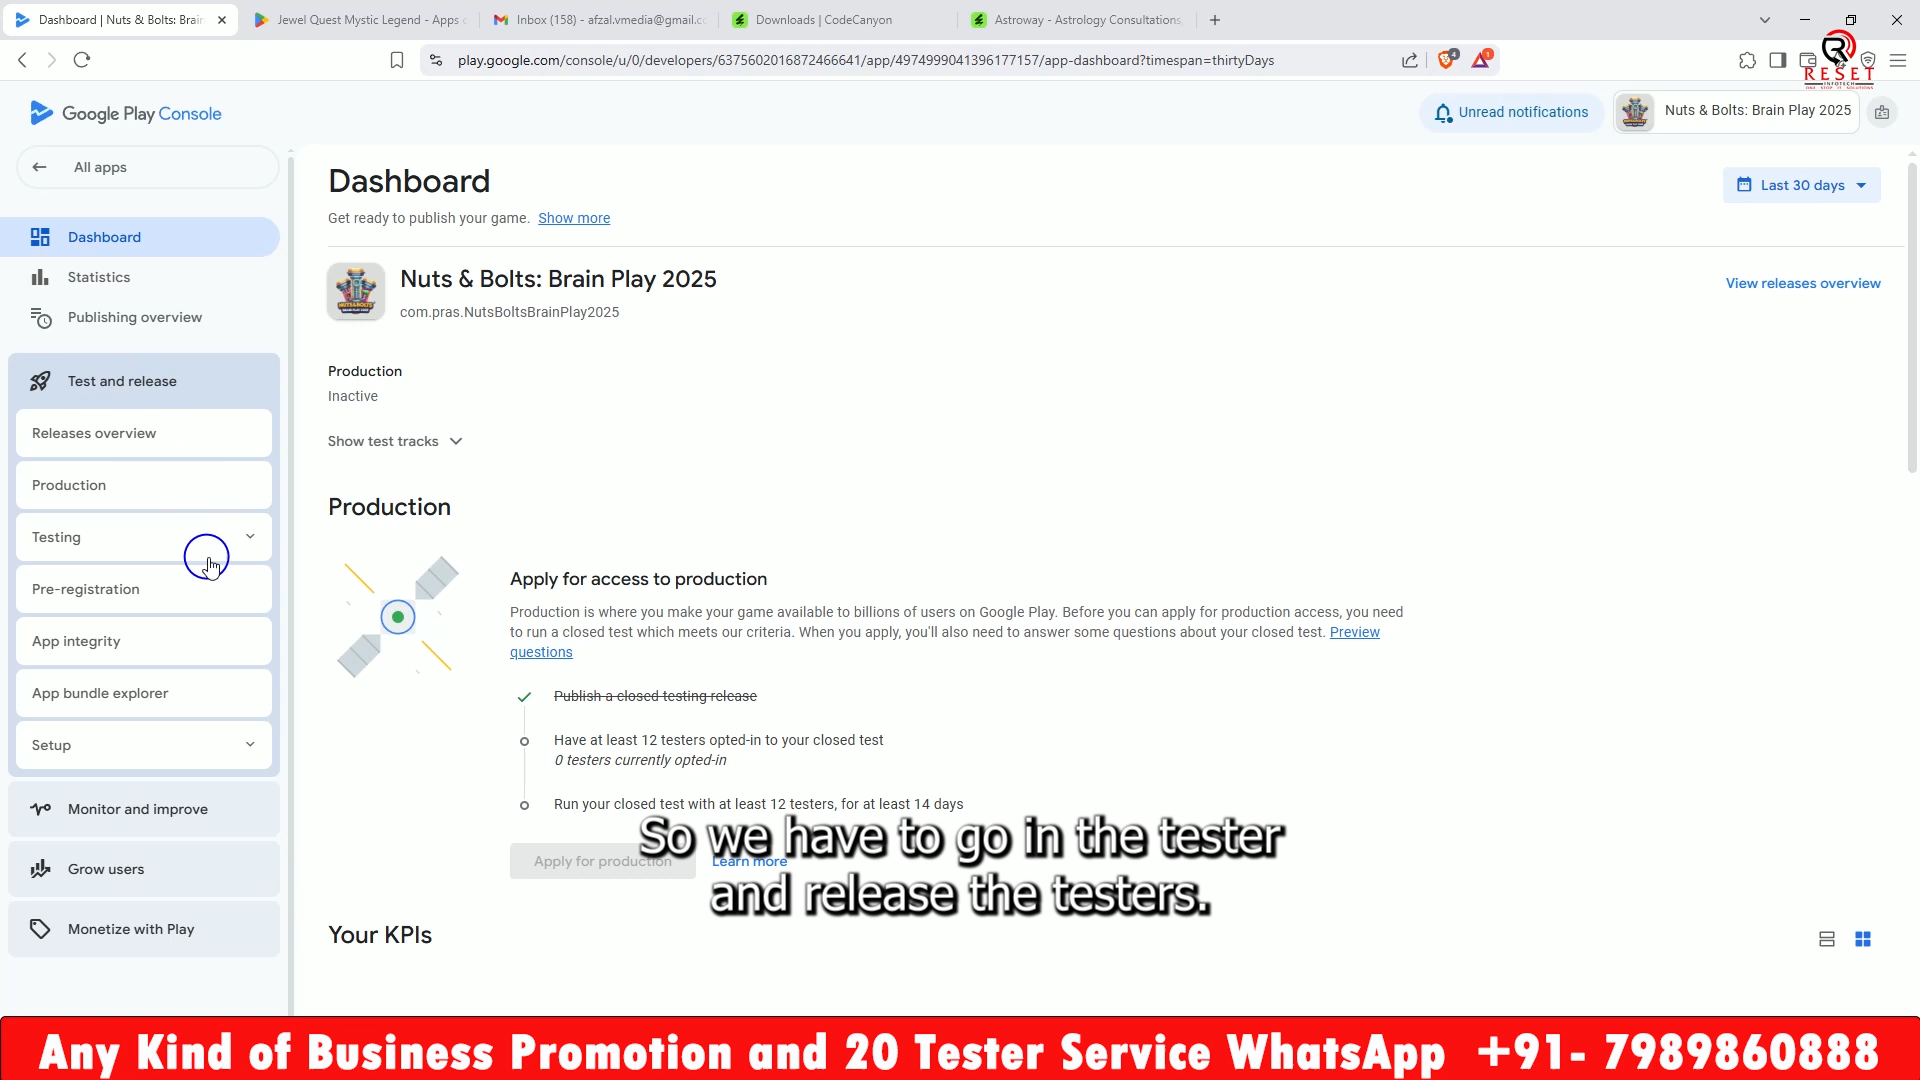 Dashboard | Nuts & Bolts: Brain
Jewel Quest Mystic Legend - Apps
Inbox (158) - afzal.vmedia@gmail.cc
Downloads | CodeCanyon
Astroway - Astrology Consultations,
play.google.com/console/u/0/developers/6375602016872466641/app/4974999041396177157/app-dashboard?timespan=thirtyDays
4
1
RESET
INFOTECH
ONE STOP IT SOLUTIONS
Google Play Console
Unread notifications
Nuts & Bolts: Brain Play 2025
All apps
Dashboard
Statistics
Publishing overview
Test and release
Releases overview
Production
Testing
Pre-registration
App integrity
App bundle explorer
Setup
Monitor and improve
Grow users
Monetize with Play
Dashboard
Last 30 days
Get ready to publish your game. Show more
Nuts & Bolts: Brain Play 2025
com.pras.NutsBoltsBrainPlay2025
View releases overview
Production
Inactive
Show test tracks
Production
Apply for access to production
Production is where you make your game available to billions of users on Google Play. Before you can apply for production access, you need
to run a closed test which meets our criteria. When you apply, you'll also need to answer some questions about your closed test. Preview
questions
Publish a closed testing release
Have at least 12 testers opted-in to your closed test
0 testers currently opted-in
Run your closed test with at least 12 testers, for at least 14 days
Apply for production
Learn more
So we have to go in the tester
and release the testers.
Your KPIs
Any Kind of Business Promotion and 20 Tester Service WhatsApp +91- 7989860888